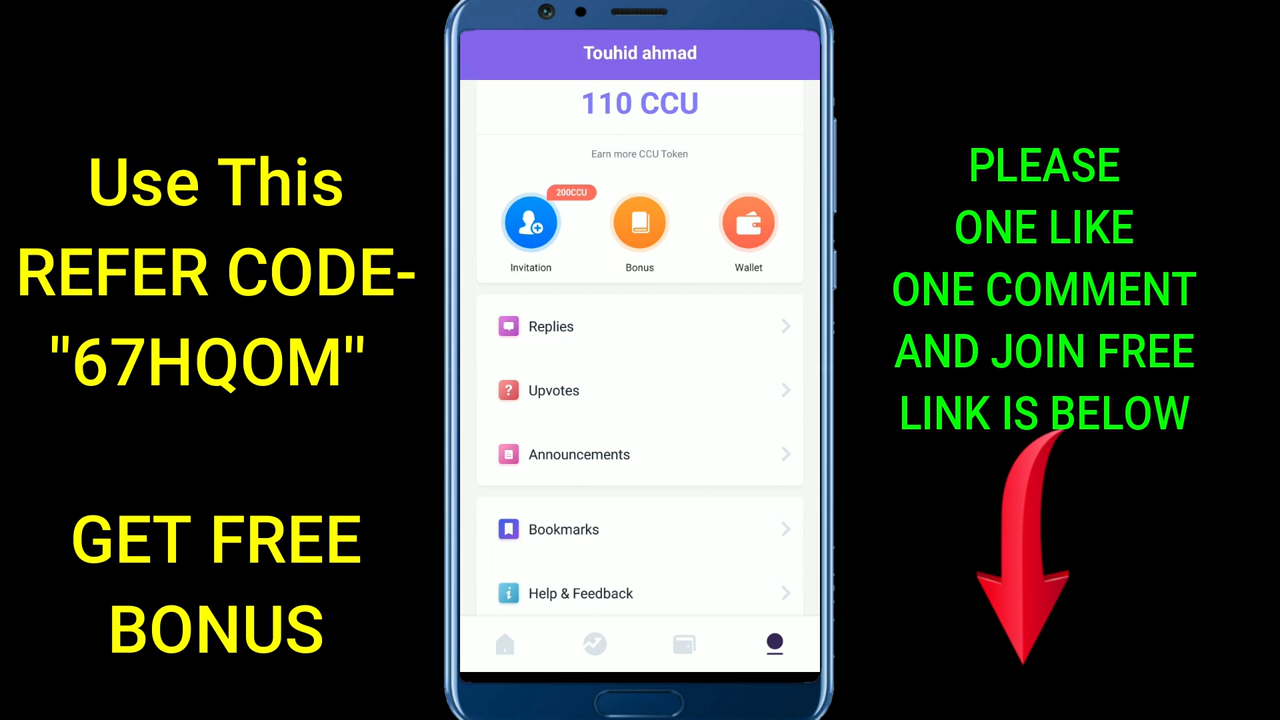 Use This
REFER CODE-
"67HQOM"
GET FREE
BONUS
Touhid ahmad
110 CCU
Earn more CCU Token
200CCU
Invitation
Bonus
Wallet
Replies
?
Upvotes
Announcements
Bookmarks
i
Help & Feedback
PLEASE
ONE LIKE
ONE COMMENT
AND JOIN FREE
LINK IS BELOW